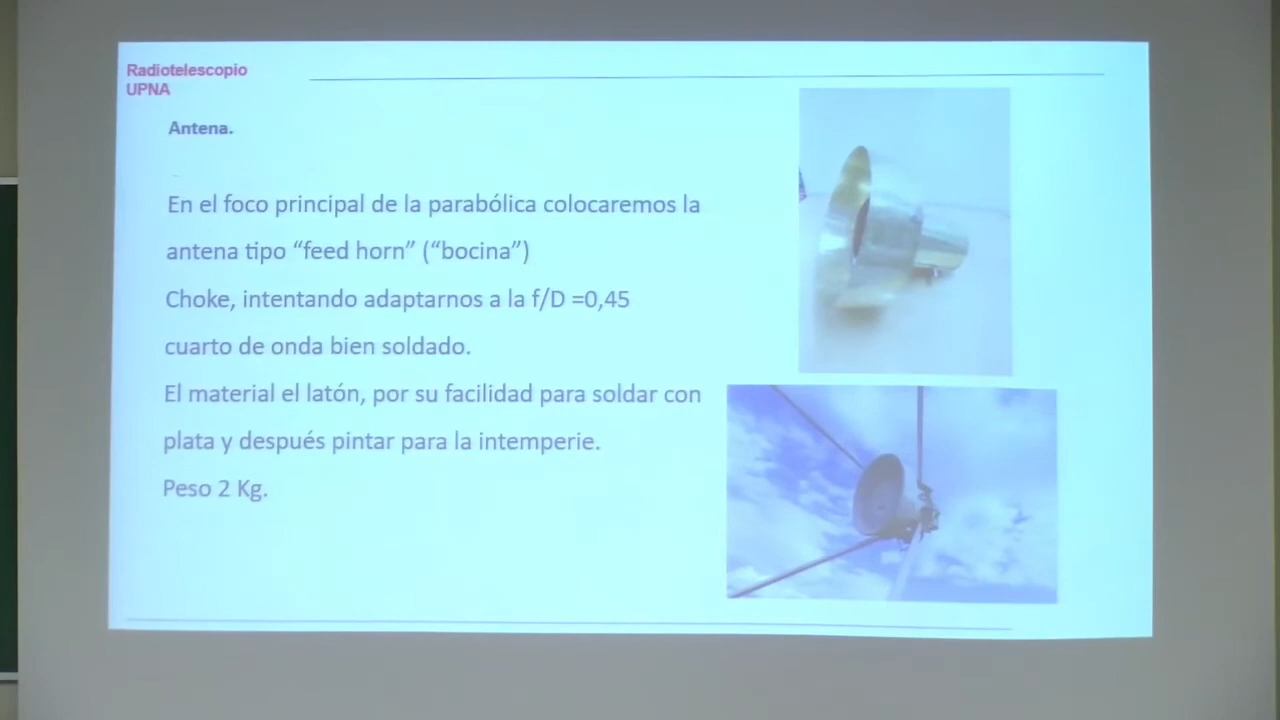 Radiotelescopio
UPNA
Antena.
En el foco principal de la parabólica colocaremos la
antena tipo “feed horn” (“bocina”)
Choke, intentando adaptarnos a la f/D =0,45
cuarto de onda bien soldado.
El material el latón, por su facilidad para soldar con
plata y después pintar para la intemperie.
Peso 2 Kg.